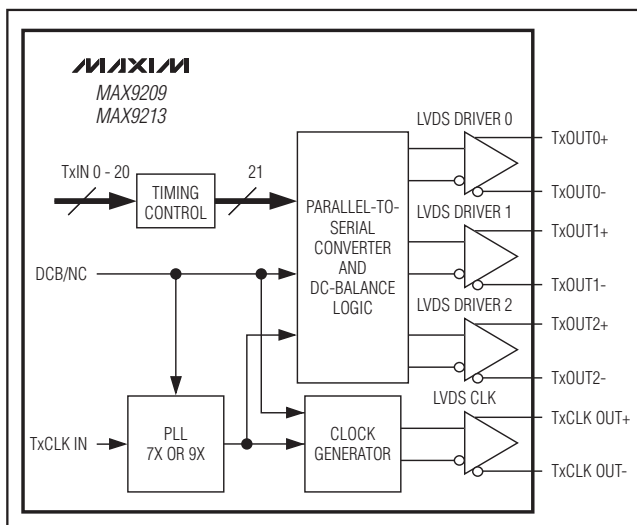 MAXIM
MAX9209
MAX9213
TxIN 0 - 20
TIMING
CONTROL
21
DCB/NC
TxCLK IN
PLL
7X OR 9X
PARALLEL-TO-
SERIAL
CONVERTER
AND
DC-BALANCE
LOGIC
CLOCK
GENERATOR
LVDS DRIVER 0
TxOUT0+
TxOUT0-
LVDS DRIVER 1
TxOUT1+
TxOUT1-
LVDS DRIVER 2
TxOUT2+
TxOUT2-
LVDS CLK
TxCLK OUT+
TxCLK OUT-